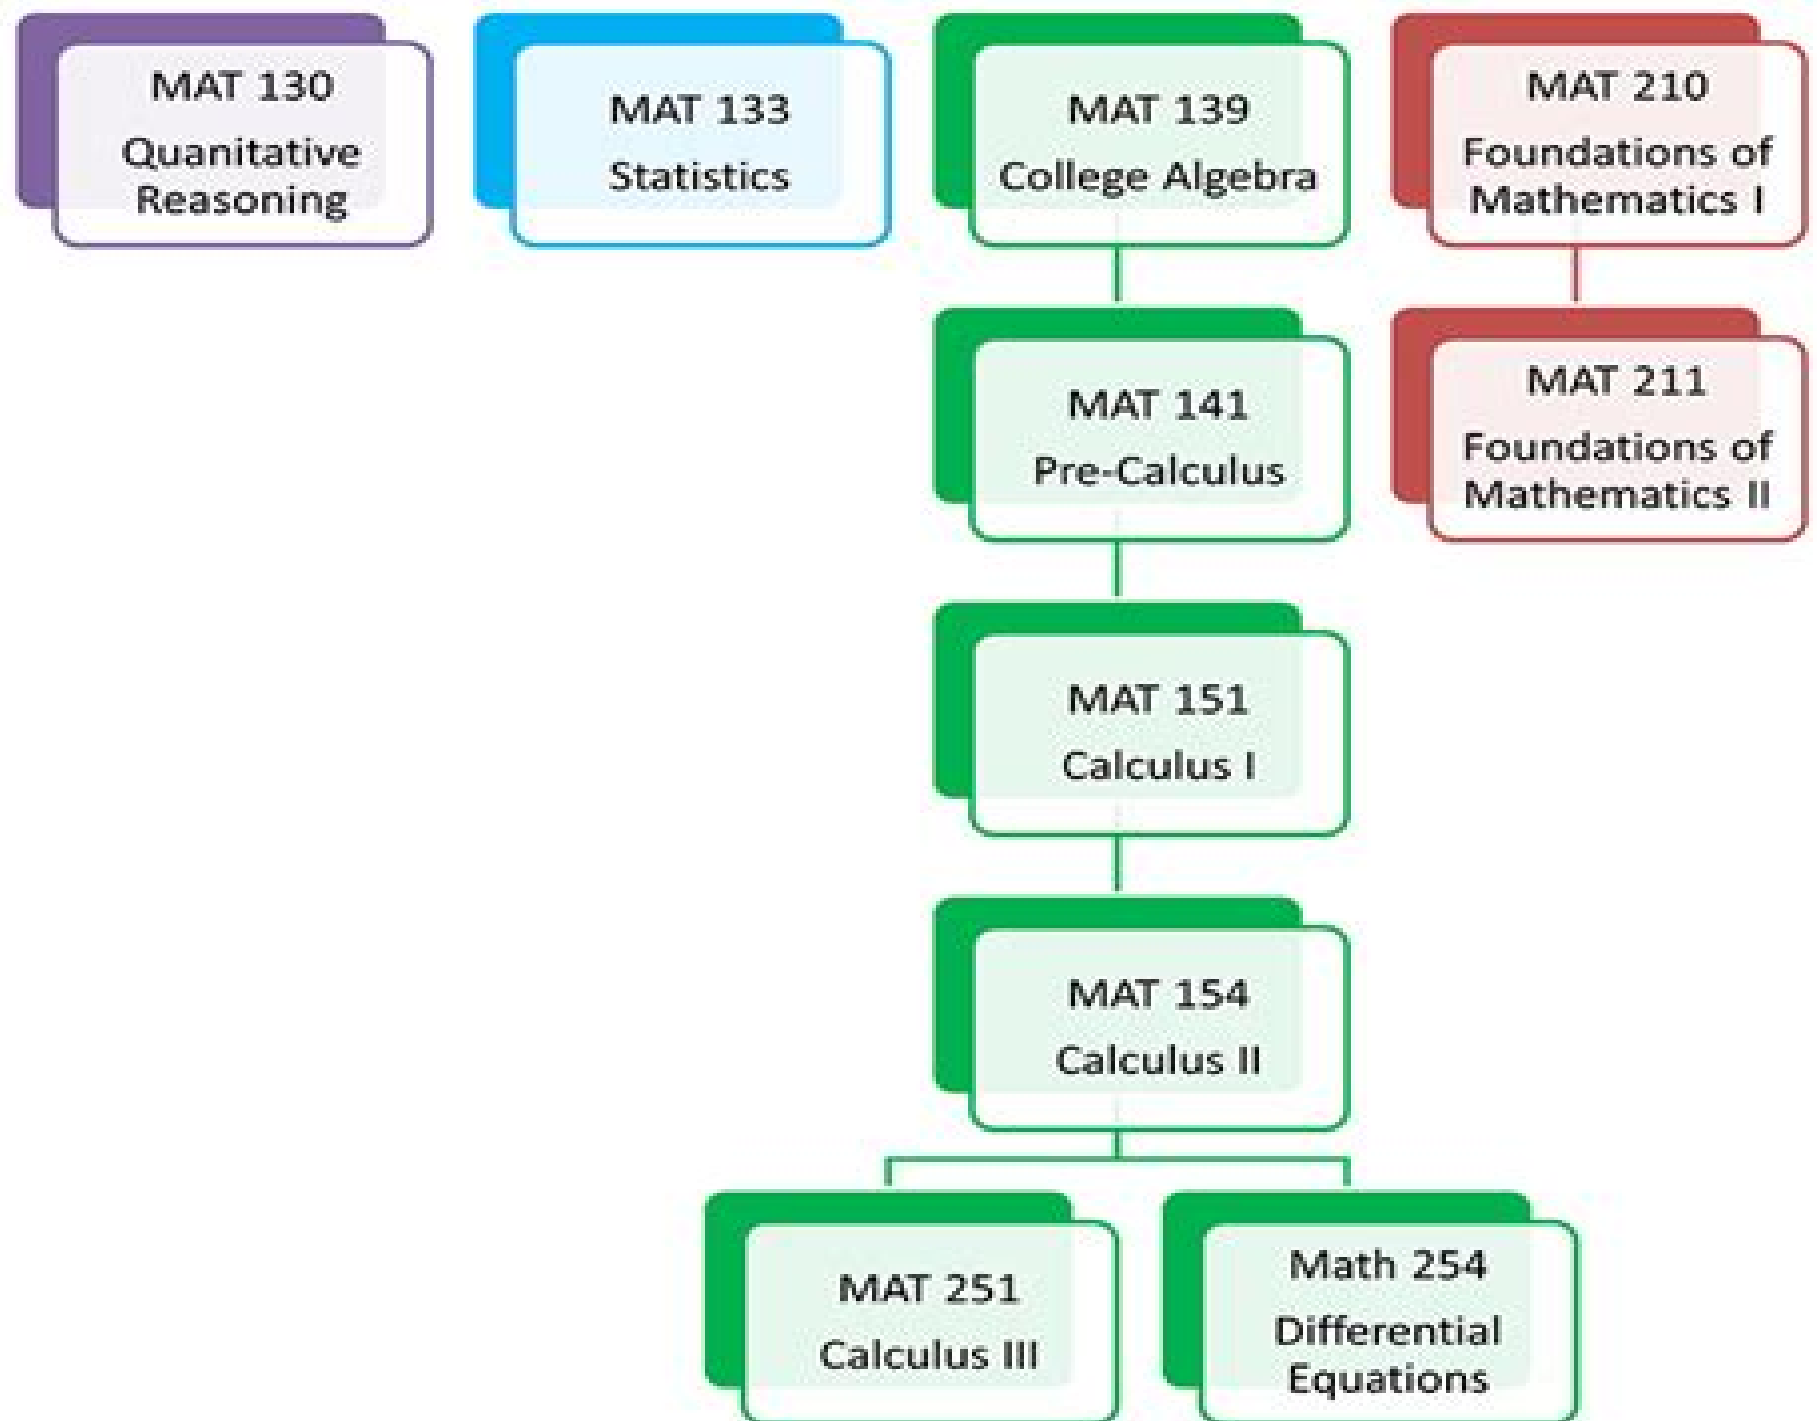 MAT 130
Quanitative
Reasoning
MAT 133
Statistics
MAT 139
College Algebra
MAT 210
Foundations of
Mathematics I
MAT 141
Pre-Calculus
MAT 211
Foundations of
Mathematics II
MAT 151
Calculus I
MAT 154
Calculus II
MAT 251
Calculus III
Math 254
Differential
Equations